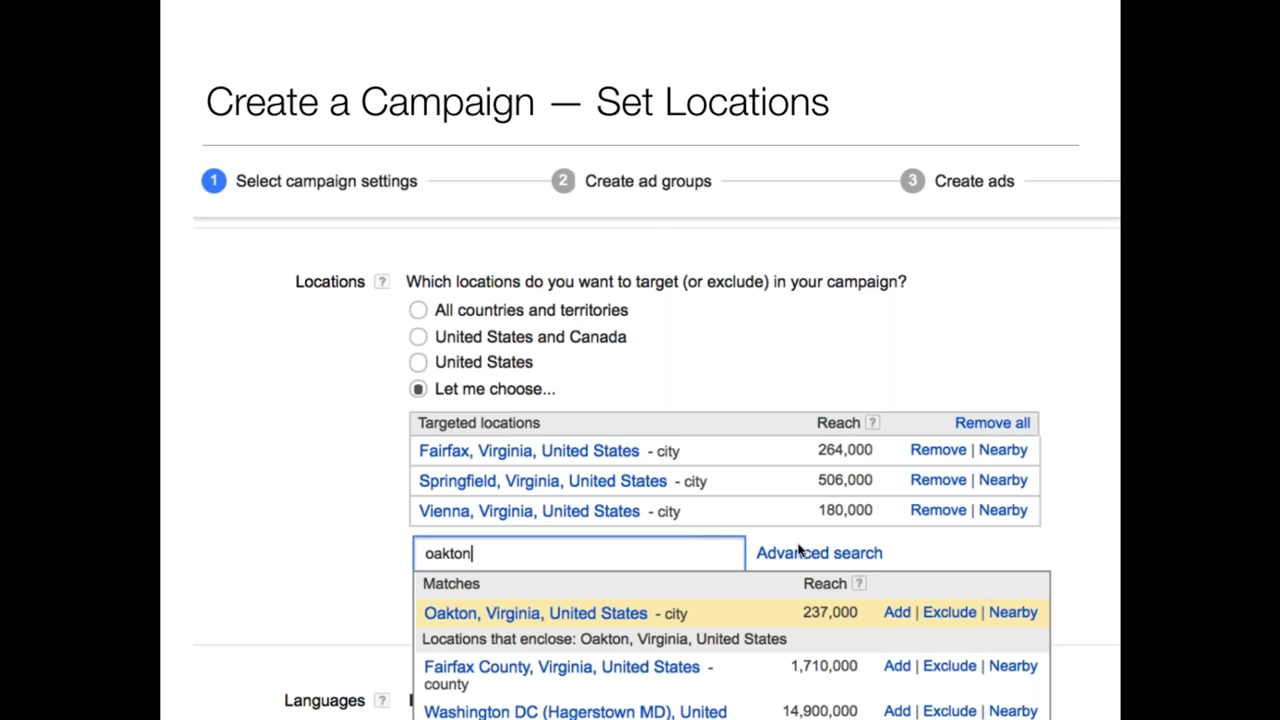 Create a Campaign — Set Locations
1 Select campaign settings 2 Create ad groups 3 Create ads
Locations ? Which locations do you want to target (or exclude) in your campaign?
All countries and territories
United States and Canada
United States
Let me choose...
Targeted locations Reach ? Remove all
Fairfax, Virginia, United States - city 264,000 Remove | Nearby
Springfield, Virginia, United States - city 506,000 Remove | Nearby
Vienna, Virginia, United States - city 180,000 Remove | Nearby
oakton Advanced search
Matches Reach ?
Oakton, Virginia, United States - city 237,000 Add | Exclude | Nearby
Locations that enclose: Oakton, Virginia, United States
Fairfax County, Virginia, United States - 1,710,000 Add | Exclude | Nearby
county
Languages ?
Washington DC (Hagerstown MD), United 14,900,000 Add | Exclude | Nearby